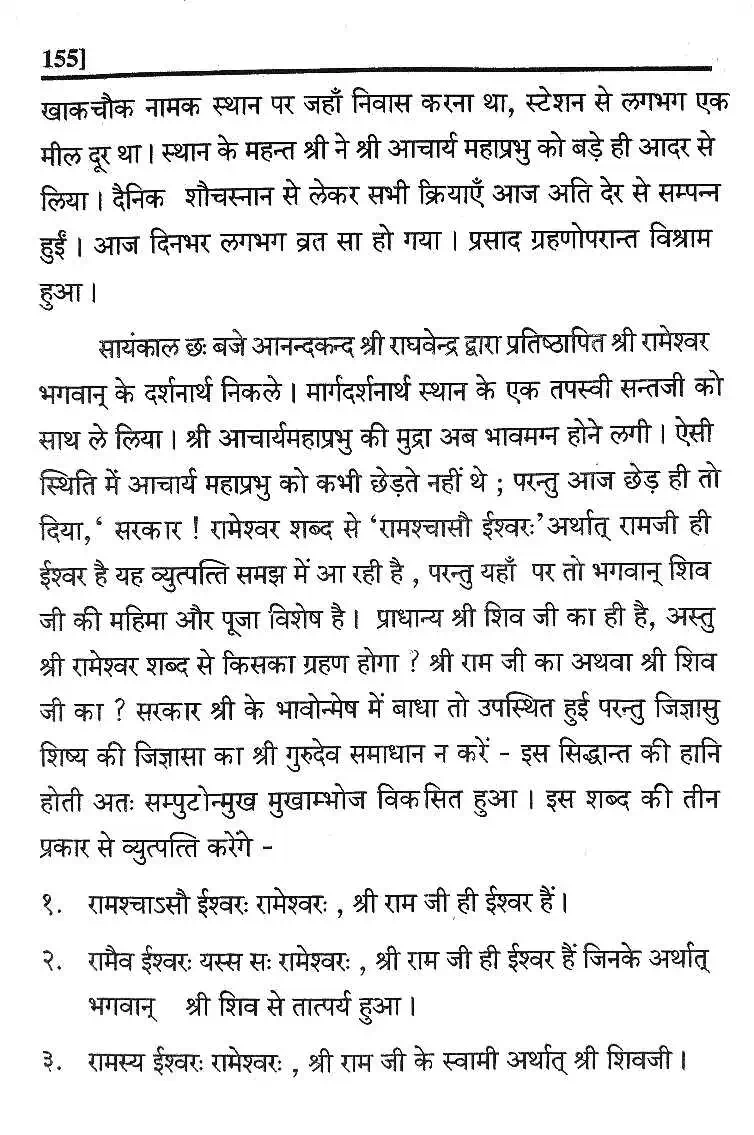 155]
खाकचौक नामक स्थान पर जहाँ निवास करना था, स्टेशन से लगभग एक
मील दूर था। स्थान के महन्त श्री ने श्री आचार्य महाप्रभु को बड़े ही आदर से
लिया। दैनिक शौचस्नान से लेकर सभी क्रियाएँ आज अति देर से सम्पन्न
हुईं। आज दिनभर लगभग व्रत सा हो गया। प्रसाद ग्रहणोपरान्त विश्राम
हुआ।
सायंकाल छः बजे आनन्दकन्द श्री राघवेन्द्र द्वारा प्रतिष्ठापित श्री रामेश्वर
भगवान् के दर्शनार्थ निकले। मार्गदर्शनार्थ स्थान के एक तपस्वी सन्तजी को
साथ ले लिया। श्री आचार्यमहाप्रभु की मुद्रा अब भावमग्न होने लगी। ऐसी
स्थिति में आचार्य महाप्रभु को कभी छेड़ते नहीं थे ; परन्तु आज छेड़ ही तो
दिया,‘ सरकार ! रामेश्वर शब्द से ‘रामश्चासौ ईश्वरः’ अर्थात् रामजी ही
ईश्वर है यह व्युत्पत्ति समझ में आ रही है , परन्तु यहाँ पर तो भगवान् शिव
जी की महिमा और पूजा विशेष है। प्राधान्य श्री शिव जी का ही है, अस्तु
श्री रामेश्वर शब्द से किसका ग्रहण होगा ? श्री राम जी का अथवा श्री शिव
जी का ? सरकार श्री के भावोन्मेष में बाधा तो उपस्थित हुई परन्तु जिज्ञासु
शिष्य की जिज्ञासा का श्री गुरुदेव समाधान न करें - इस सिद्धान्त की हानि
होती अतः सम्पुटोन्मुख मुखाम्भोज विकसित हुआ। इस शब्द की तीन
प्रकार से व्युत्पत्ति करेंगे -
१. रामश्चाऽसौ ईश्वरः रामेश्वरः , श्री राम जी ही ईश्वर हैं।
२. रामैव ईश्वरः यस्स सः रामेश्वरः , श्री राम जी ही ईश्वर हैं जिनके अर्थात्
भगवान् श्री शिव से तात्पर्य हुआ।
३. रामस्य ईश्वरः रामेश्वरः , श्री राम जी के स्वामी अर्थात् श्री शिवजी।